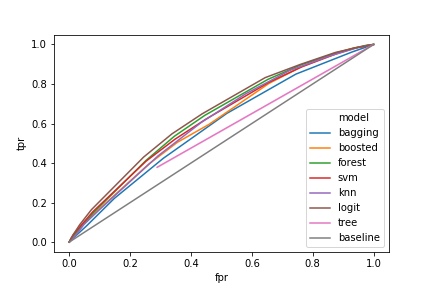 tpr
1.0
0.8
0.6
0.4
0.2
0.0
model
bagging
boosted
forest
svm
knn
logit
tree
baseline
0.0 0.2 0.4 0.6 0.8 1.0
fpr